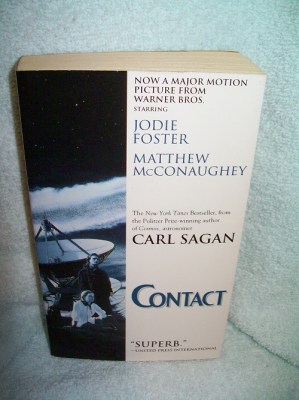 NOW A MAJOR MOTION
PICTURE FROM
WARNER BROS.
STARRING
JODIE
FOSTER
MATTHEW
McCONAUGHEY
The New York Times Bestseller, from
the Pulitzer Prize-winning author
of Cosmos, astronomer
CARL SAGAN
CONTACT
"SUPERB."
—UNITED PRESS INTERNATIONAL